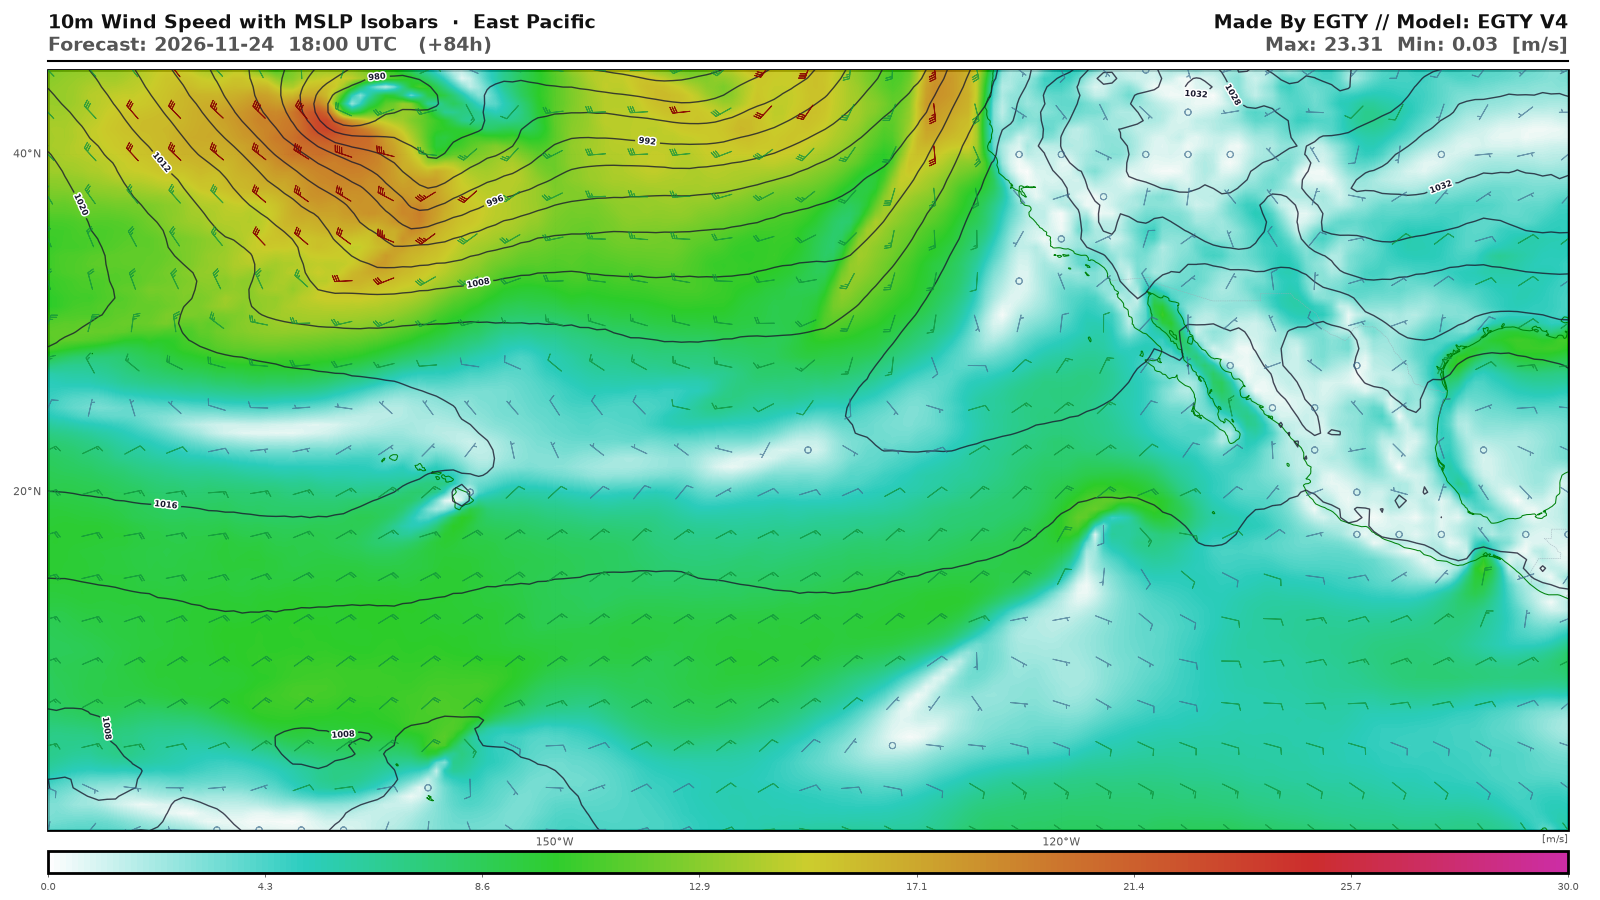 10m Wind Speed with MSLP Isobars · East Pacific
Made By EGTY // Model: EGTY V4
Forecast: 2026-11-24 18:00 UTC (+84h)
Max: 23.31 Min: 0.03 [m/s]
980
1032
1028
40°N
992
1012
1032
1020
996
1008
20°N
1016
1008
1008
150°W
120°W
[m/s]
0.0
4.3
8.6
12.9
17.1
21.4
25.7
30.0